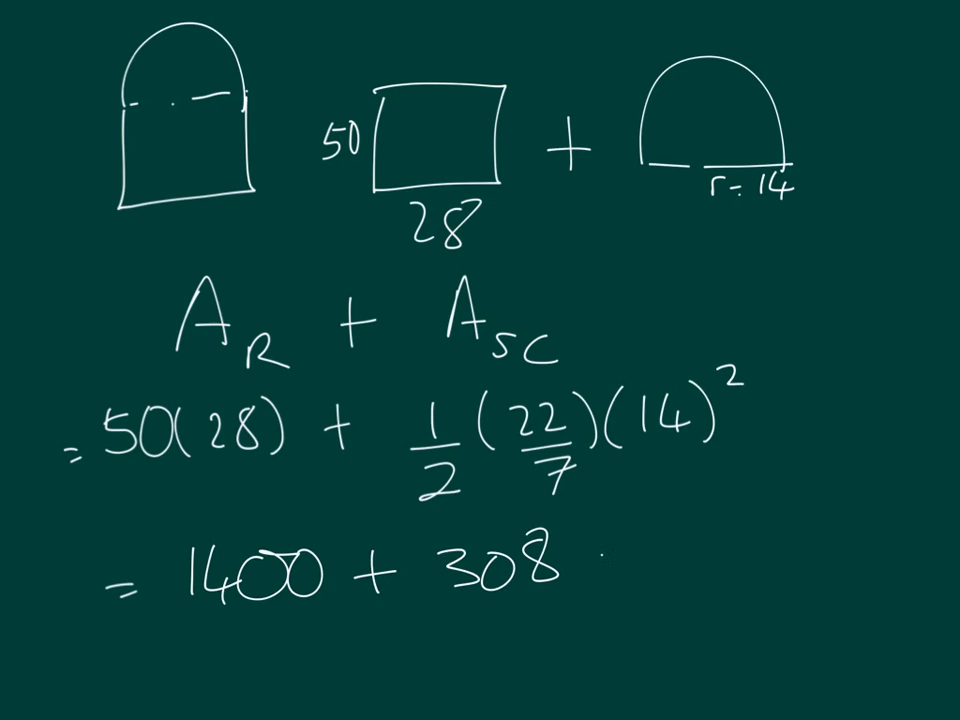 50 + r = 14
28
A_R + A_SC
= 50(28) + 1/2 (22/7)(14)²
= 1400 + 308